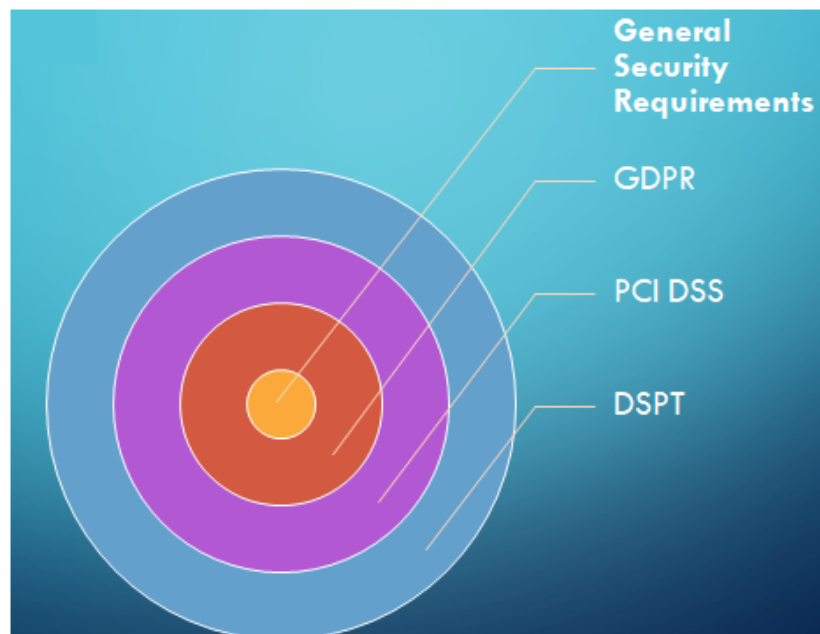 General
Security
Requirements
GDPR
PCI DSS
DSPT